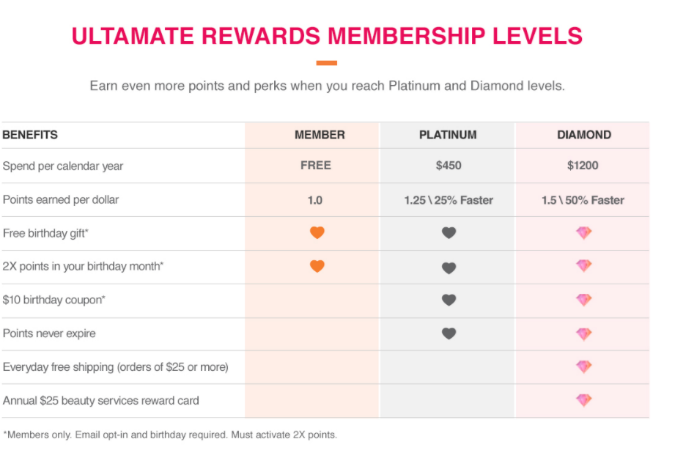 ULTAMATE REWARDS MEMBERSHIP LEVELS
Earn even more points and perks when you reach Platinum and Diamond levels.
BENEFITS MEMBER PLATINUM DIAMOND
Spend per calendar year FREE $450 $1200
Points earned per dollar 1.0 1.25 \ 25% Faster 1.5 \ 50% Faster
Free birthday gift*
2X points in your birthday month*
$10 birthday coupon*
Points never expire
Everyday free shipping (orders of $25 or more)
Annual $25 beauty services reward card
*Members only. Email opt-in and birthday required. Must activate 2X points.